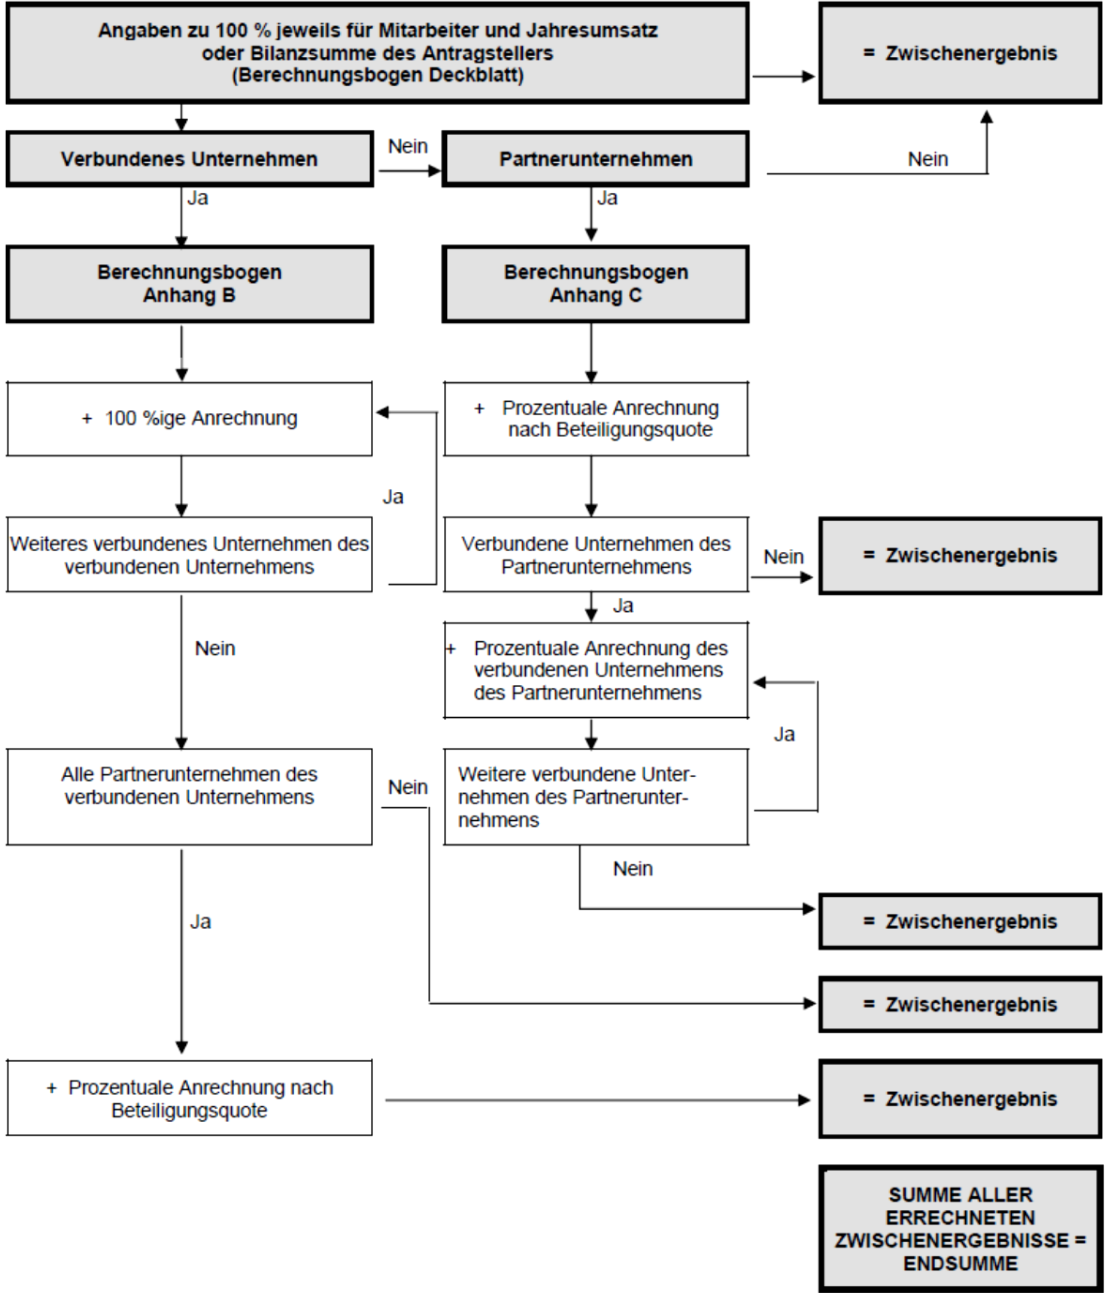 Angaben zu 100 % jeweils für Mitarbeiter und Jahresumsatz
oder Bilanzsumme des Antragstellers
(Berechnungsbogen Deckblatt)
= Zwischenergebnis
Verbundenes Unternehmen
Nein
Partnerunternehmen
Nein
Ja
Ja
Berechnungsbogen
Anhang B
Berechnungsbogen
Anhang C
+ 100 %ige Anrechnung
+ Prozentuale Anrechnung
nach Beteiligungsquote
Ja
Weiteres verbundenes Unternehmen des
verbundenen Unternehmens
Verbundene Unternehmen des
Partnerunternehmens
Nein
= Zwischenergebnis
Ja
Nein
+ Prozentuale Anrechnung des
verbundenen Unternehmens
des Partnerunternehmens
Ja
Alle Partnerunternehmen des
verbundenen Unternehmens
Nein
Weitere verbundene Unter-
nehmen des Partnerunter-
nehmens
Nein
Ja
= Zwischenergebnis
= Zwischenergebnis
+ Prozentuale Anrechnung nach
Beteiligungsquote
= Zwischenergebnis
SUMME ALLER
ERRECHNETEN
ZWISCHENERGEBNISSE =
ENDSUMME